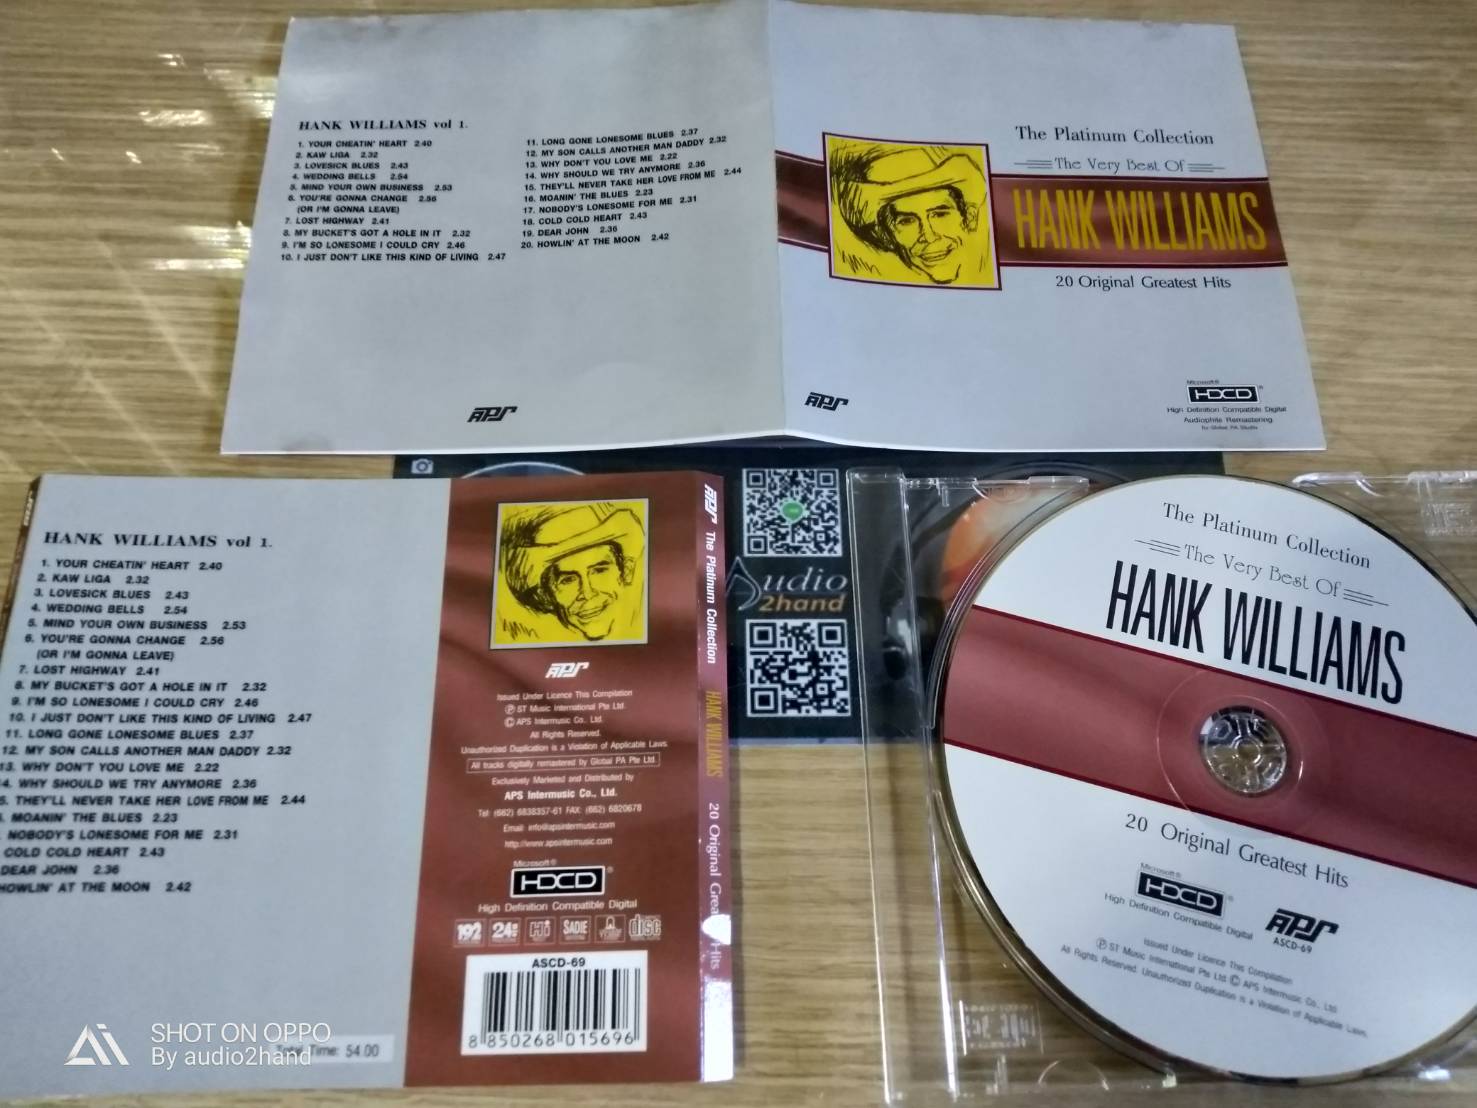 HANK WILLIAMS vol 1.
1. YOUR CHEATIN' HEART 2.40
2. KAW LIGA 2.32
3. LOVESICK BLUES 2.43
4. WEDDING BELLS 2.54
5. MIND YOUR OWN BUSINESS 2.53
6. YOU'RE GONNA CHANGE 2.56
(OR I'M GONNA LEAVE)
7. LOST HIGHWAY 2.41
8. MY BUCKET'S GOT A HOLE IN IT 2.32
9. I'M SO LONESOME I COULD CRY 2.46
10. I JUST DON'T LIKE THIS KIND OF LIVING 2.47
11. LONG GONE LONESOME BLUES 2.37
12. MY SON CALLS ANOTHER MAN DADDY 2.32
13. WHY DON'T YOU LOVE ME 2.22
14. WHY SHOULD WE TRY ANYMORE 2.36
15. THEY'LL NEVER TAKE HER LOVE FROM ME 2.44
16. MOANIN' THE BLUES 2.23
17. NOBODY'S LONESOME FOR ME 2.31
18. COLD COLD HEART 2.43
19. DEAR JOHN 2.36
20. HOWLIN' AT THE MOON 2.42
APS
The Platinum Collection
The Very Best Of
HANK WILLIAMS
20 Original Greatest Hits
APS
Microsoft®
HDCD®
High Definition Compatible Digital
Audiophile Remastering
for Global PA Studio
HANK WILLIAMS vol 1.
1. YOUR CHEATIN' HEART 2.40
2. KAW LIGA 2.32
3. LOVESICK BLUES 2.43
4. WEDDING BELLS 2.54
5. MIND YOUR OWN BUSINESS 2.53
6. YOU'RE GONNA CHANGE 2.56
(OR I'M GONNA LEAVE)
7. LOST HIGHWAY 2.41
8. MY BUCKET'S GOT A HOLE IN IT 2.32
9. I'M SO LONESOME I COULD CRY 2.46
10. I JUST DON'T LIKE THIS KIND OF LIVING 2.47
11. LONG GONE LONESOME BLUES 2.37
12. MY SON CALLS ANOTHER MAN DADDY 2.32
13. WHY DON'T YOU LOVE ME 2.22
4. WHY SHOULD WE TRY ANYMORE 2.36
5. THEY'LL NEVER TAKE HER LOVE FROM ME 2.44
. MOANIN' THE BLUES 2.23
NOBODY'S LONESOME FOR ME 2.31
COLD COLD HEART 2.43
DEAR JOHN 2.36
HOWLIN' AT THE MOON 2.42
Total Time: 54.00
APS
Issued Under Licence This Compilation
Ⓟ ST Music International Pte Ltd.
© APS Intermusic Co., Ltd.
All Rights Reserved.
Unauthorized Duplication is a Violation of Applicable Laws.
All tracks digitally remastered by Global PA Pte Ltd.
Exclusively Marketed and Distributed by
APS Intermusic Co., Ltd.
Tel: (662) 6838357-61 FAX: (662) 6820678
Email: info@apsintermusic.com
http://www.apsintermusic.com
Microsoft®
HDCD®
High Definition Compatible Digital
192 24 Hi SADiE disc
ASCD-69
8 850268 015696
APS The Platinum Collection HANK WILLIAMS 20 Original Grea Hits
Audio
2hand
The Platinum Collection
The Very Best Of
HANK WILLIAMS
20 Original Greatest Hits
Microsoft®
HDCD®
High Definition Compatible Digital
APS
ASCD-69
Issued Under Licence This Compilation
Ⓟ ST Music International Pte Ltd © APS Intermusic Co., Ltd
All Rights Reserved. Unauthorized Duplication is a Violation of Applicable Laws.
SHOT ON OPPO
By audio2hand